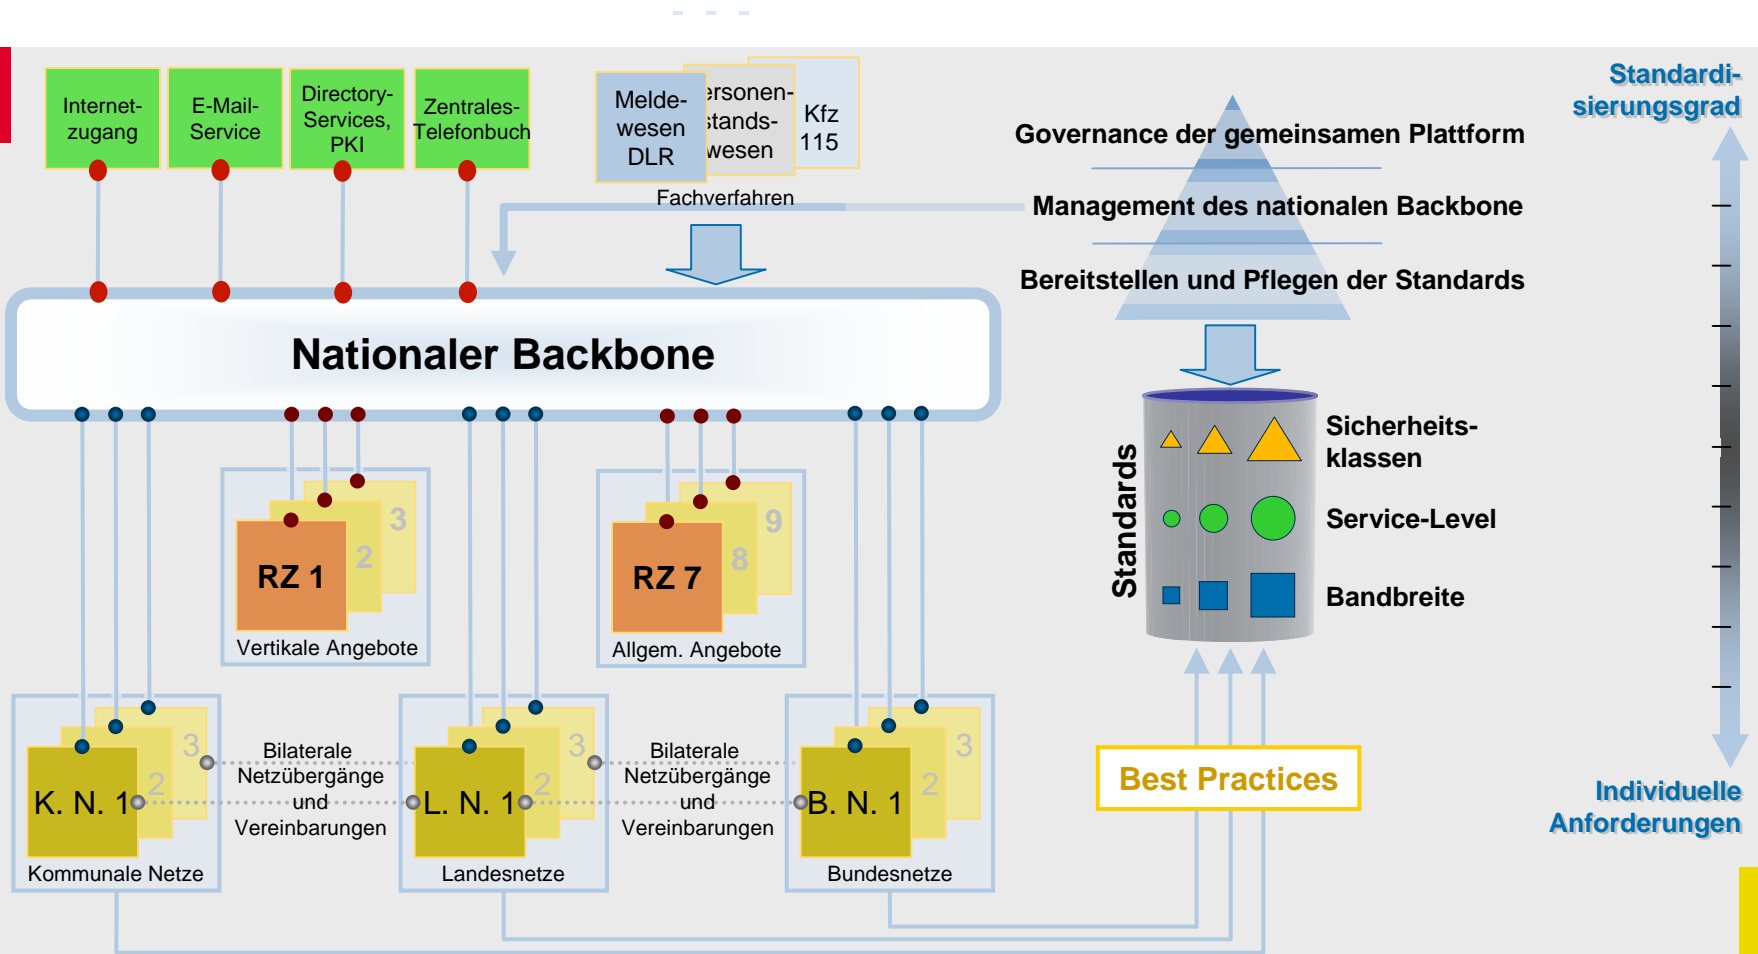 Internet-
zugang
E-Mail-
Service
Directory-
Services,
PKI
Zentrales-
Telefonbuch
Melde-
wesen
DLR
ersonen-
stands-
wesen
Kfz
115
Fachverfahren
Governance der gemeinsamen Plattform
Management des nationalen Backbone
Bereitstellen und Pflegen der Standards
Standardi-
sierungsgrad
Nationaler Backbone
Standards
Sicherheits-
klassen
Service-Level
Bandbreite
RZ 1
2
3
Vertikale Angebote
RZ 7
8
9
Allgem. Angebote
K. N. 1
2
3
Kommunale Netze
Bilaterale
Netzübergänge
und
Vereinbarungen
L. N. 1
2
3
Landesnetze
Bilaterale
Netzübergänge
und
Vereinbarungen
B. N. 1
2
3
Bundesnetze
Best Practices
Individuelle
Anforderungen